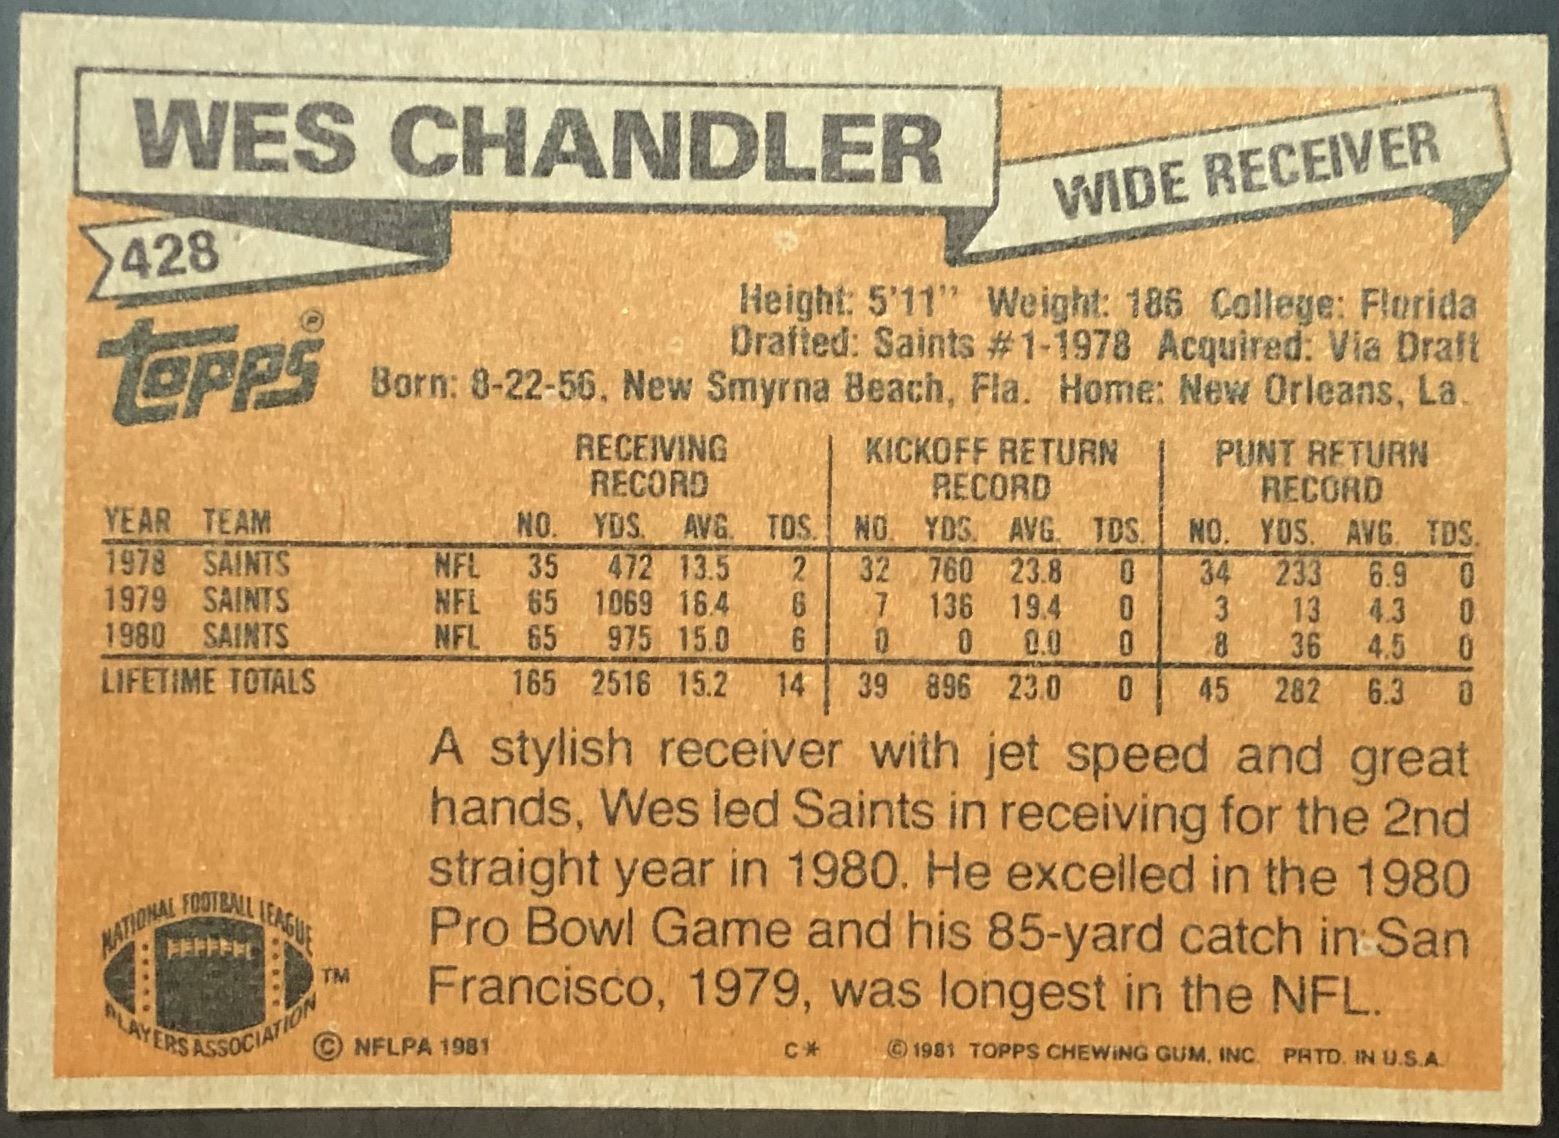 WES CHANDLER
WIDE RECEIVER
428
Topps
Height: 5'11" Weight: 186 College: Florida
Drafted: Saints #1-1978 Acquired: Via Draft
Born: 8-22-56, New Smyrna Beach, Fla. Home: New Orleans, La.
RECEIVING RECORD KICKOFF RETURN RECORD PUNT RETURN RECORD
YEAR TEAM NO. YDS. AVG. TDS. NO. YDS. AVG. TDS. NO. YDS. AVG. TDS.
1978 SAINTS NFL 35 472 13.5 2 32 760 23.8 0 34 233 6.9 0
1979 SAINTS NFL 65 1069 16.4 6 7 136 19.4 0 3 13 4.3 0
1980 SAINTS NFL 65 975 15.0 6 0 0 0.0 0 8 36 4.5 0
LIFETIME TOTALS 165 2516 15.2 14 39 896 23.0 0 45 282 6.3 0
A stylish receiver with jet speed and great
hands, Wes led Saints in receiving for the 2nd
straight year in 1980. He excelled in the 1980
Pro Bowl Game and his 85-yard catch in San
Francisco, 1979, was longest in the NFL.
NATIONAL FOOTBALL LEAGUE
PLAYERS ASSOCIATION
TM
© NFLPA 1981 C* © 1981 TOPPS CHEWING GUM, INC. PRTD. IN U.S.A.